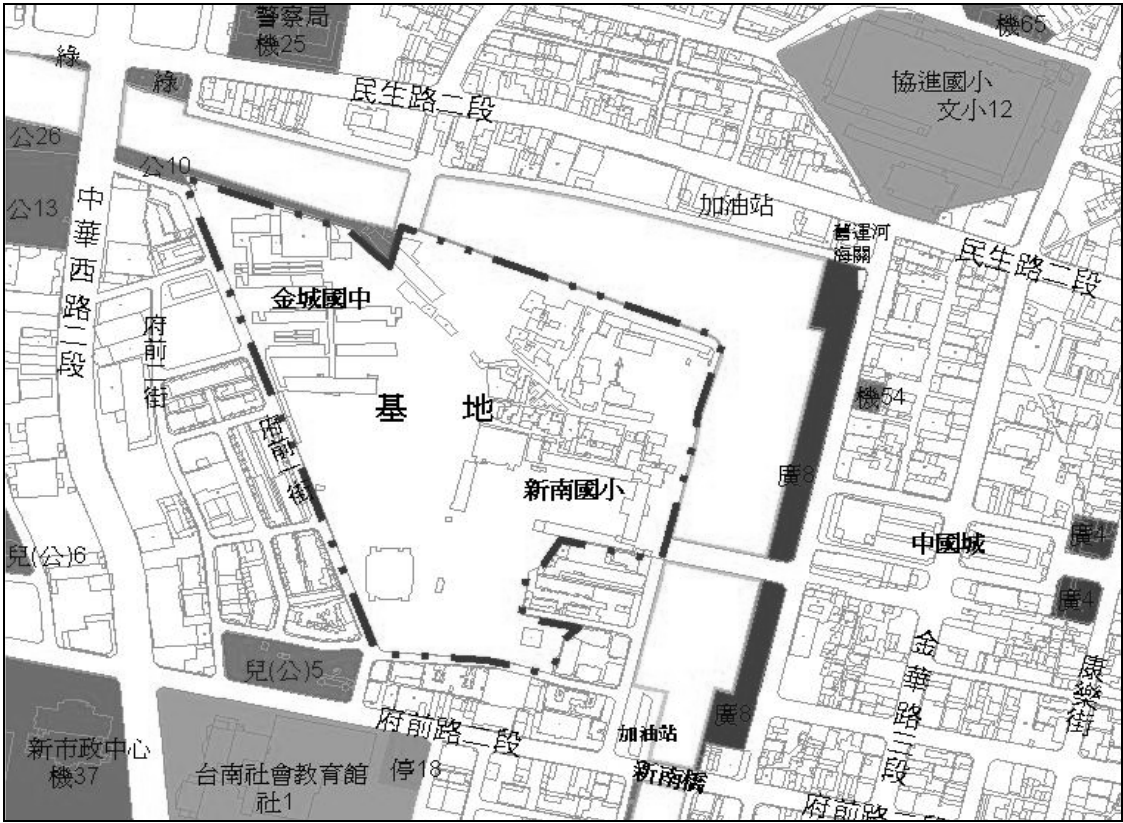 警察局
機25
機65
綠
綠
民生路二段
協進國小
文小12
公26
公10
公13
中華西路二段
加油站
舊運河
海關
民生路二段
金城國中
府前二街
基地
機54
府前一街
廣8
新南國小
中國城
廣4
兒(公)6
廣4
金華路三段
康樂街
兒(公)5
廣8
府前路二段
加油站
新市政中心
機37
台南社會教育館
社1
停18
新南橋
府前路二段